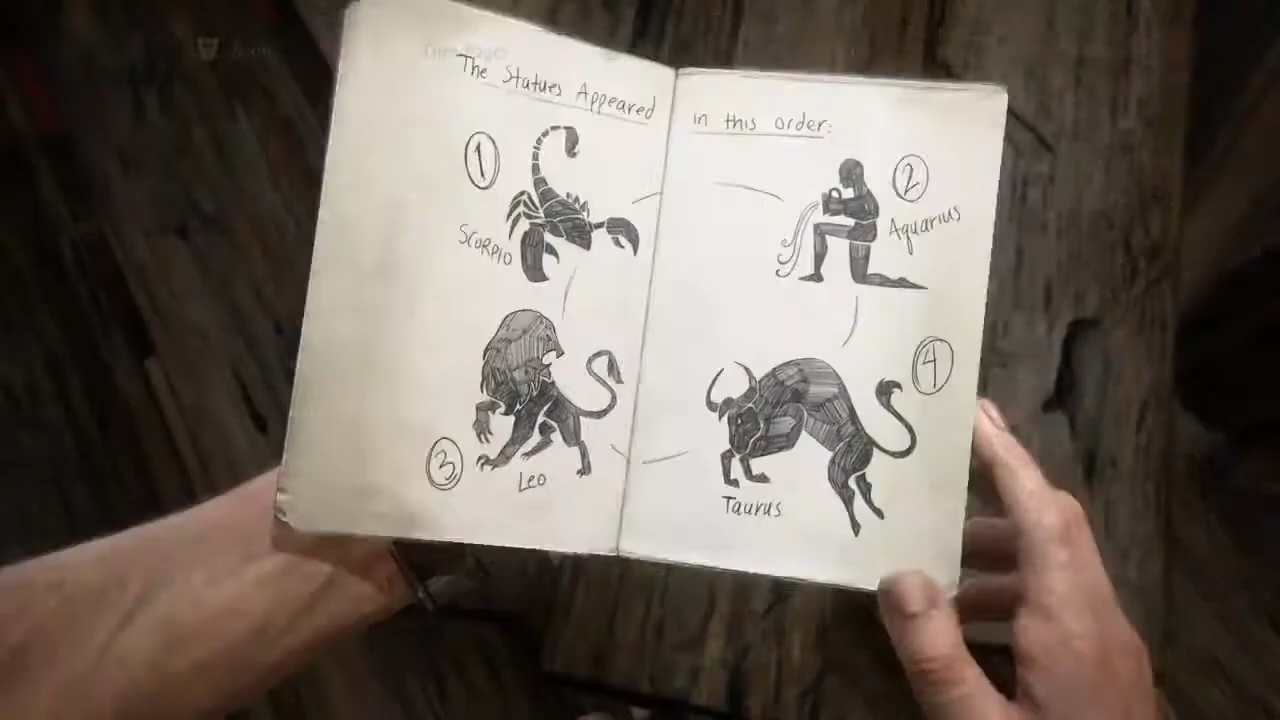 The Statues Appeared
in this order:
1
SCORPIO
2
Aquarius
3
Leo
4
Taurus